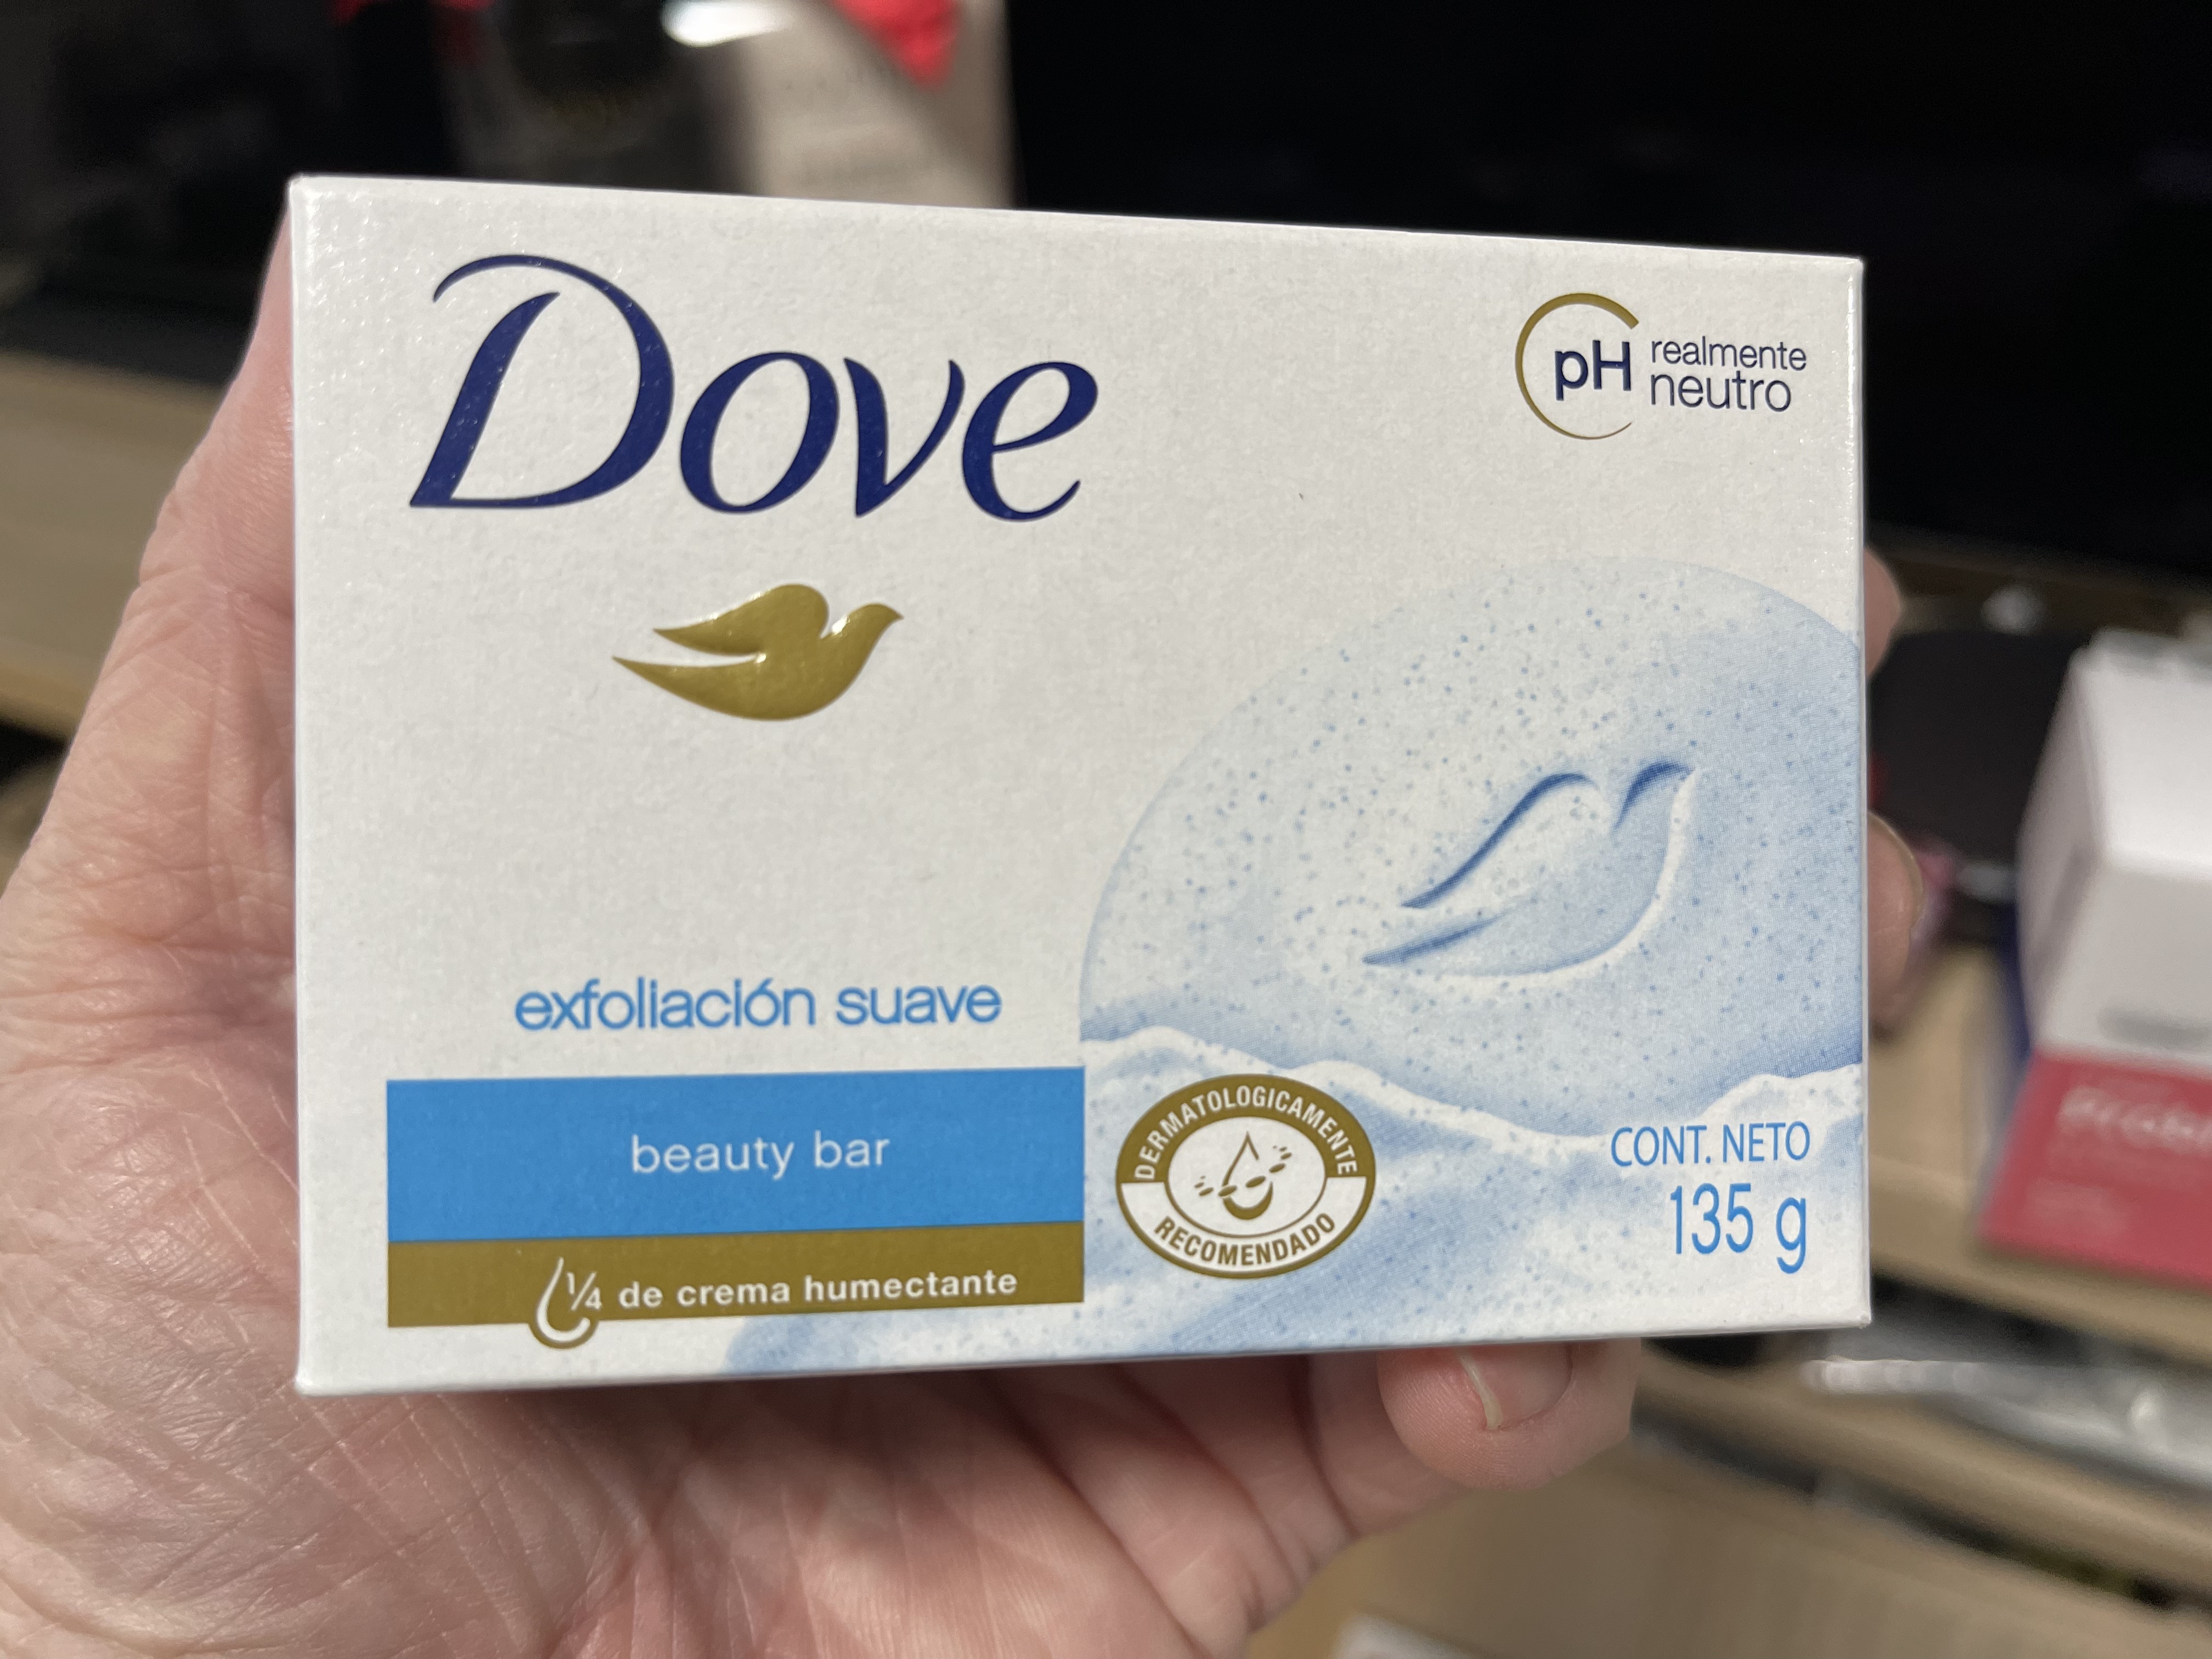 Dove
pH realmente
neutro
exfoliación suave
beauty bar
1/4 de crema humectante
DERMATOLOGICAMENTE
RECOMENDADO
CONT. NETO
135 g